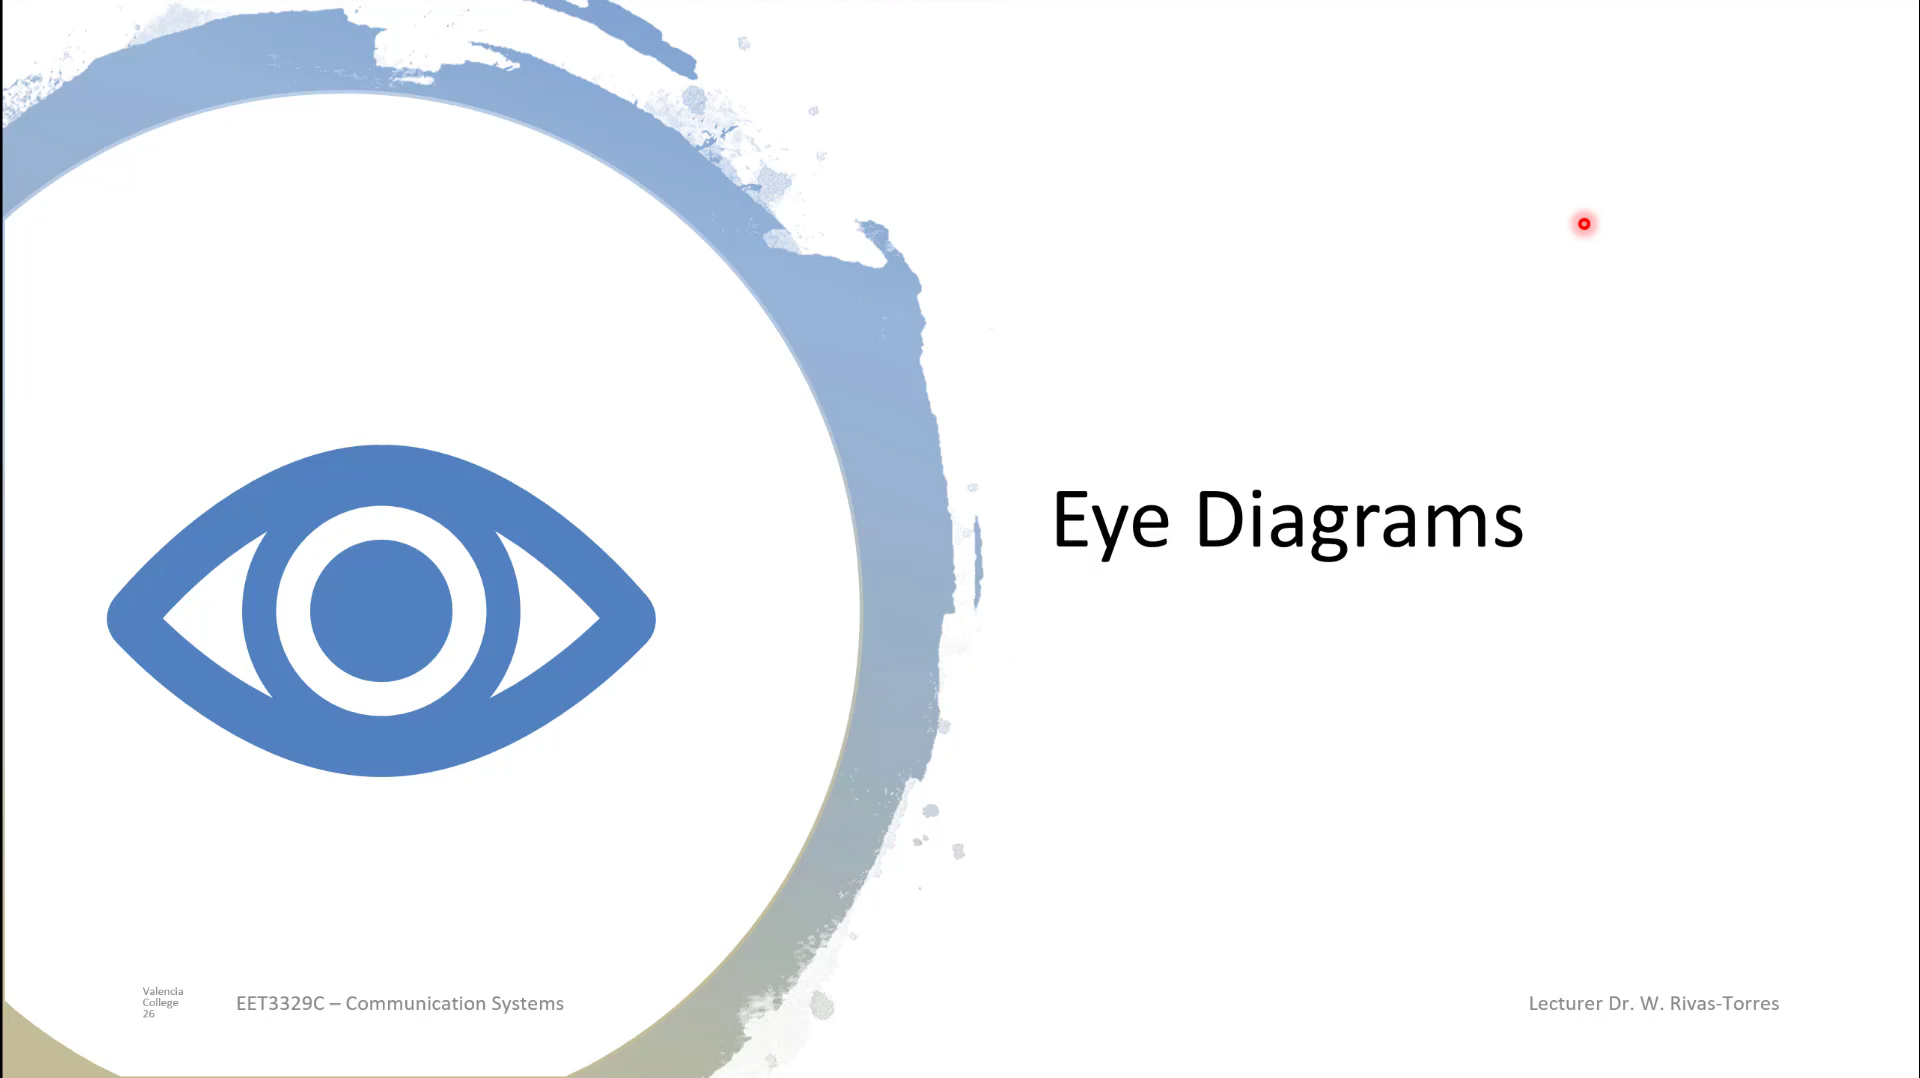 Eye Diagrams
Valencia
College
26
EET3329C – Communication Systems
Lecturer Dr. W. Rivas-Torres